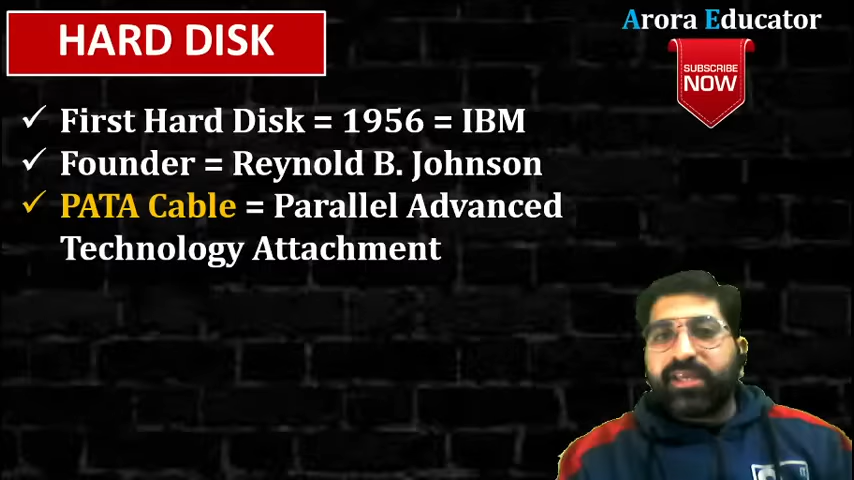 HARD DISK
Arora Educator
SUBSCRIBE
NOW
✓ First Hard Disk = 1956 = IBM
✓ Founder = Reynold B. Johnson
✓ PATA Cable = Parallel Advanced
Technology Attachment